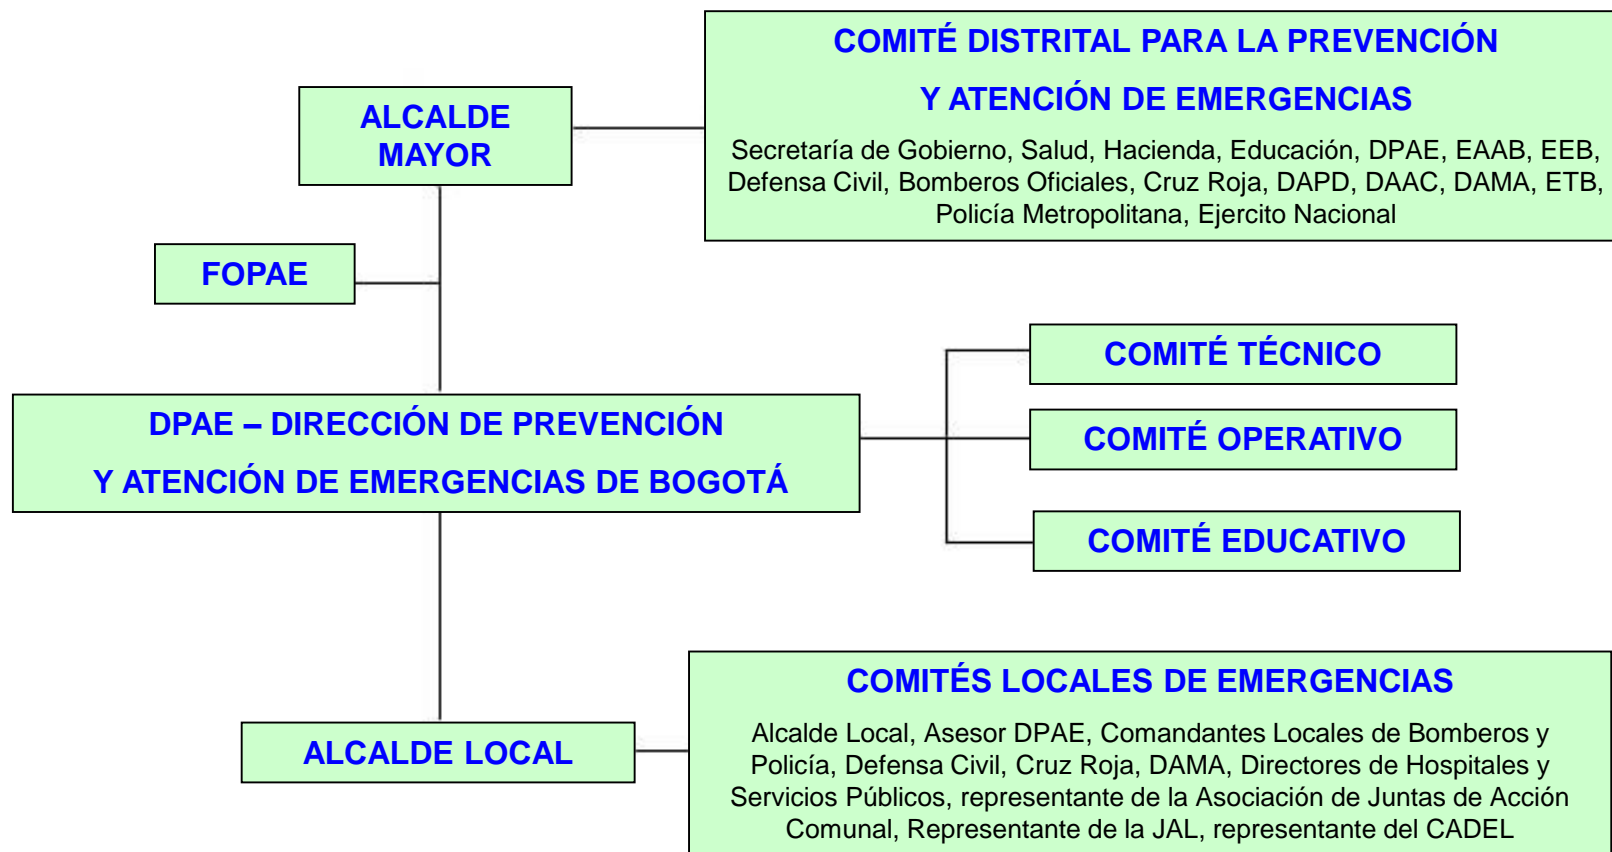 COMITÉ DISTRITAL PARA LA PREVENCIÓN
Y ATENCIÓN DE EMERGENCIAS
Secretaría de Gobierno, Salud, Hacienda, Educación, DPAE, EAAB, EEB,
Defensa Civil, Bomberos Oficiales, Cruz Roja, DAPD, DAAC, DAMA, ETB,
Policía Metropolitana, Ejercito Nacional
ALCALDE
MAYOR
FOPAE
COMITÉ TÉCNICO
DPAE – DIRECCIÓN DE PREVENCIÓN
Y ATENCIÓN DE EMERGENCIAS DE BOGOTÁ
COMITÉ OPERATIVO
COMITÉ EDUCATIVO
ALCALDE LOCAL
COMITÉS LOCALES DE EMERGENCIAS
Alcalde Local, Asesor DPAE, Comandantes Locales de Bomberos y
Policía, Defensa Civil, Cruz Roja, DAMA, Directores de Hospitales y
Servicios Públicos, representante de la Asociación de Juntas de Acción
Comunal, Representante de la JAL, representante del CADEL